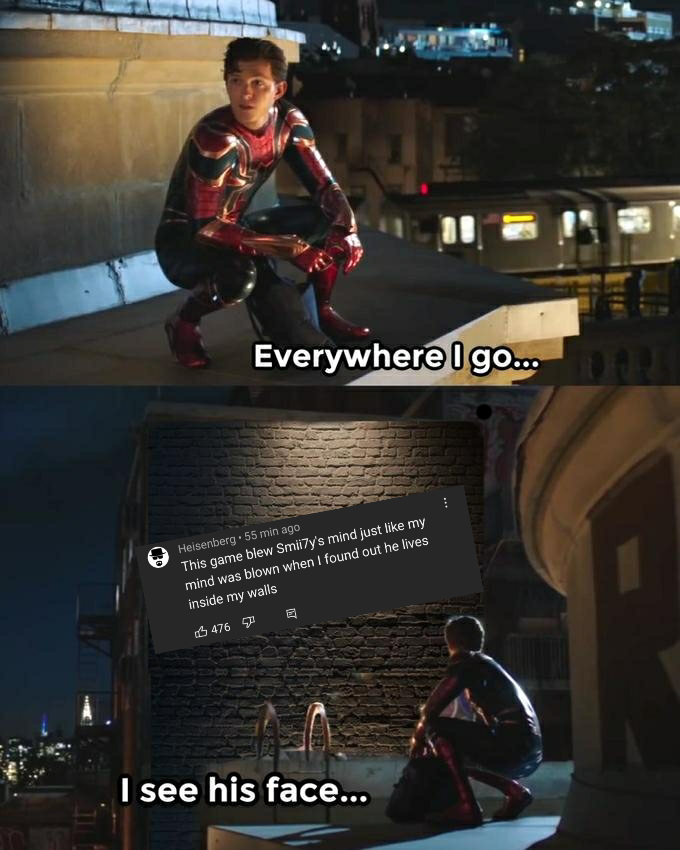 Everywhere I go...
Heisenberg • 55 min ago
This game blew Smii7y's mind just like my
mind was blown when I found out he lives
inside my walls
476
I see his face...